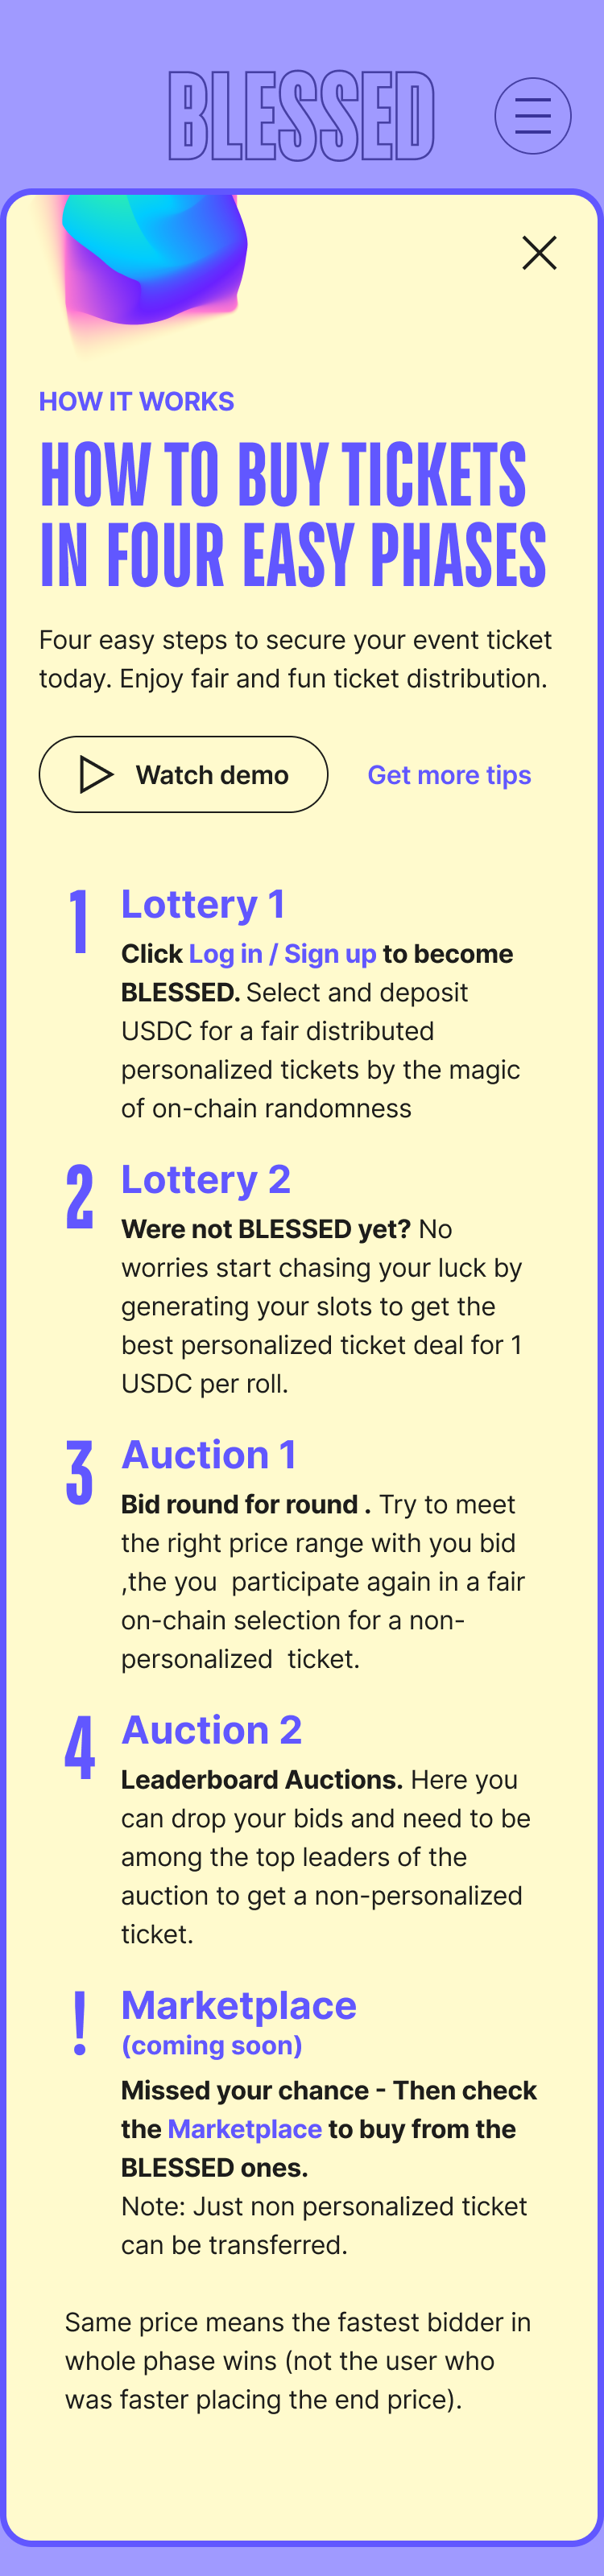 BLESSED
HOW IT WORKS
HOW TO BUY TICKETS
IN FOUR EASY PHASES
Four easy steps to secure your event ticket
today. Enjoy fair and fun ticket distribution.
Watch demo
Get more tips
1
Lottery 1
Click Log in / Sign up to become
BLESSED. Select and deposit
USDC for a fair distributed
personalized tickets by the magic
of on-chain randomness
2
Lottery 2
Were not BLESSED yet? No
worries start chasing your luck by
generating your slots to get the
best personalized ticket deal for 1
USDC per roll.
3
Auction 1
Bid round for round . Try to meet
the right price range with you bid
,the you  participate again in a fair
on-chain selection for a non-
personalized  ticket.
4
Auction 2
Leaderboard Auctions. Here you
can drop your bids and need to be
among the top leaders of the
auction to get a non-personalized
ticket.
!
Marketplace
(coming soon)
Missed your chance - Then check
the Marketplace to buy from the
BLESSED ones.
Note: Just non personalized ticket
can be transferred.
Same price means the fastest bidder in
whole phase wins (not the user who
was faster placing the end price).